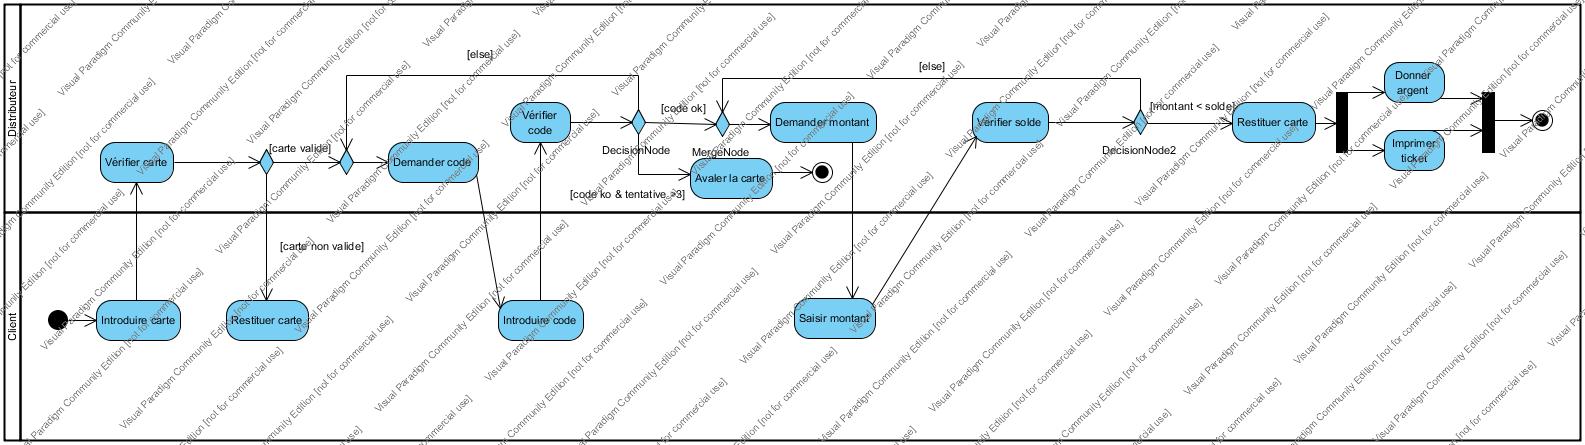 Distributeur
[else]
[else]
Donner
argent
Vérifier
code
[code ok]
Demander montant
Vérifier solde
[montant < solde]
Restituer carte
[carte valide]
Vérifier carte
Demander code
DecisionNode
MergeNode
DecisionNode2
Imprimer
ticket
Avaler la carte
[code ko & tentative =3]
Client
[carte non valide]
Introduire carte
Restituer carte
Introduire code
Saisir montant
Visual Paradigm Community Edition [not for commercial use]